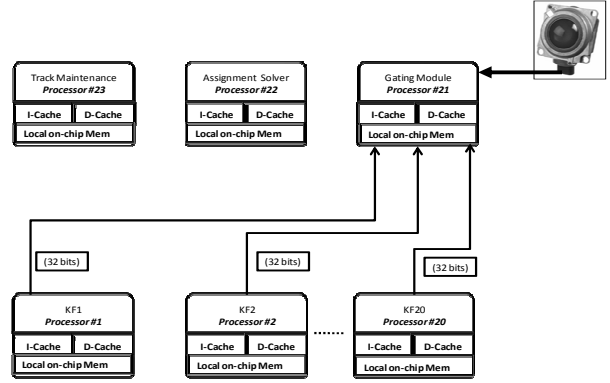 Track Maintenance
Processor #23
I-Cache D-Cache
Local on-chip Mem
Assignment Solver
Processor #22
I-Cache D-Cache
Local on-chip Mem
Gating Module
Processor #21
I-Cache D-Cache
Local on-chip Mem
(32 bits)
(32 bits)
(32 bits)
KF1
Processor #1
I-Cache D-Cache
Local on-chip Mem
KF2
Processor #2
I-Cache D-Cache
Local on-chip Mem
.......
KF20
Processor #20
I-Cache D-Cache
Local on-chip Mem